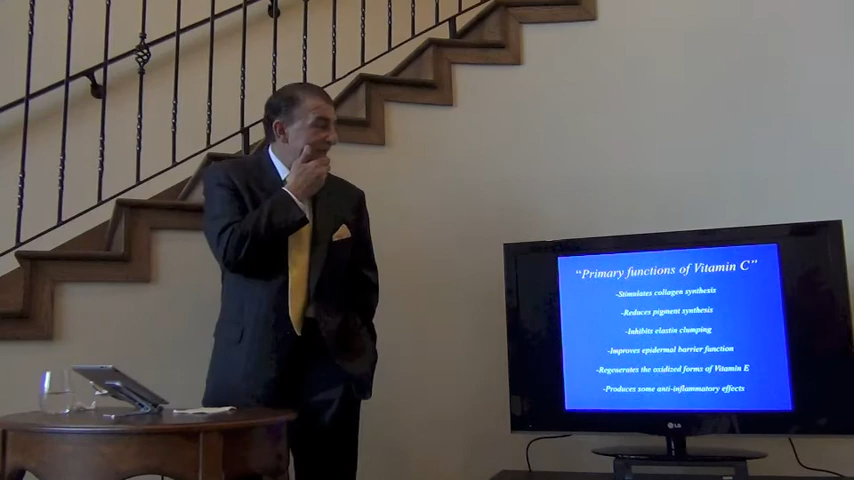 "Primary functions of Vitamin C"
-Stimulates collagen synthesis
-Reduces pigment synthesis
-Inhibits elastin clumping
-Improves epidermal barrier function
-Regenerates the oxidized forms of Vitamin E
-Produces some anti-inflammatory effects
LG